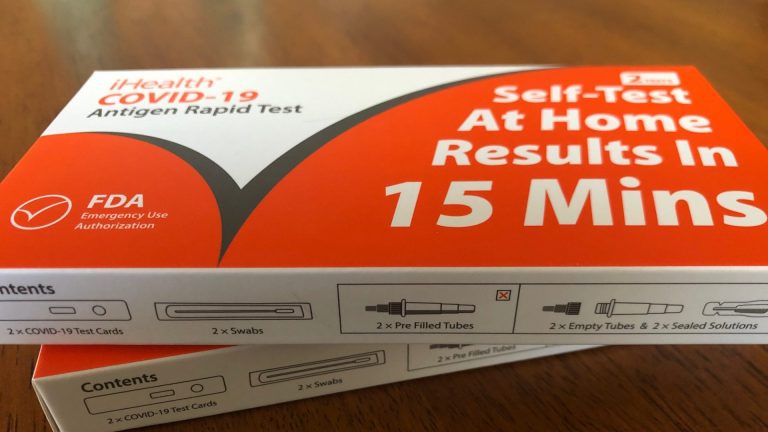 iHealth®
COVID-19
Antigen Rapid Test
2 TESTS
Self-Test
At Home
Results In
15 Mins
FDA
Emergency Use
Authorization
ntents
2 x COVID-19 Test Cards
2 x Swabs
2 x Pre Filled Tubes
2 x Empty Tubes & 2 x Sealed Solutions
Contents
2 x COVID-19 Test Cards
2 x Swabs
2 x Pre Filled Tubes